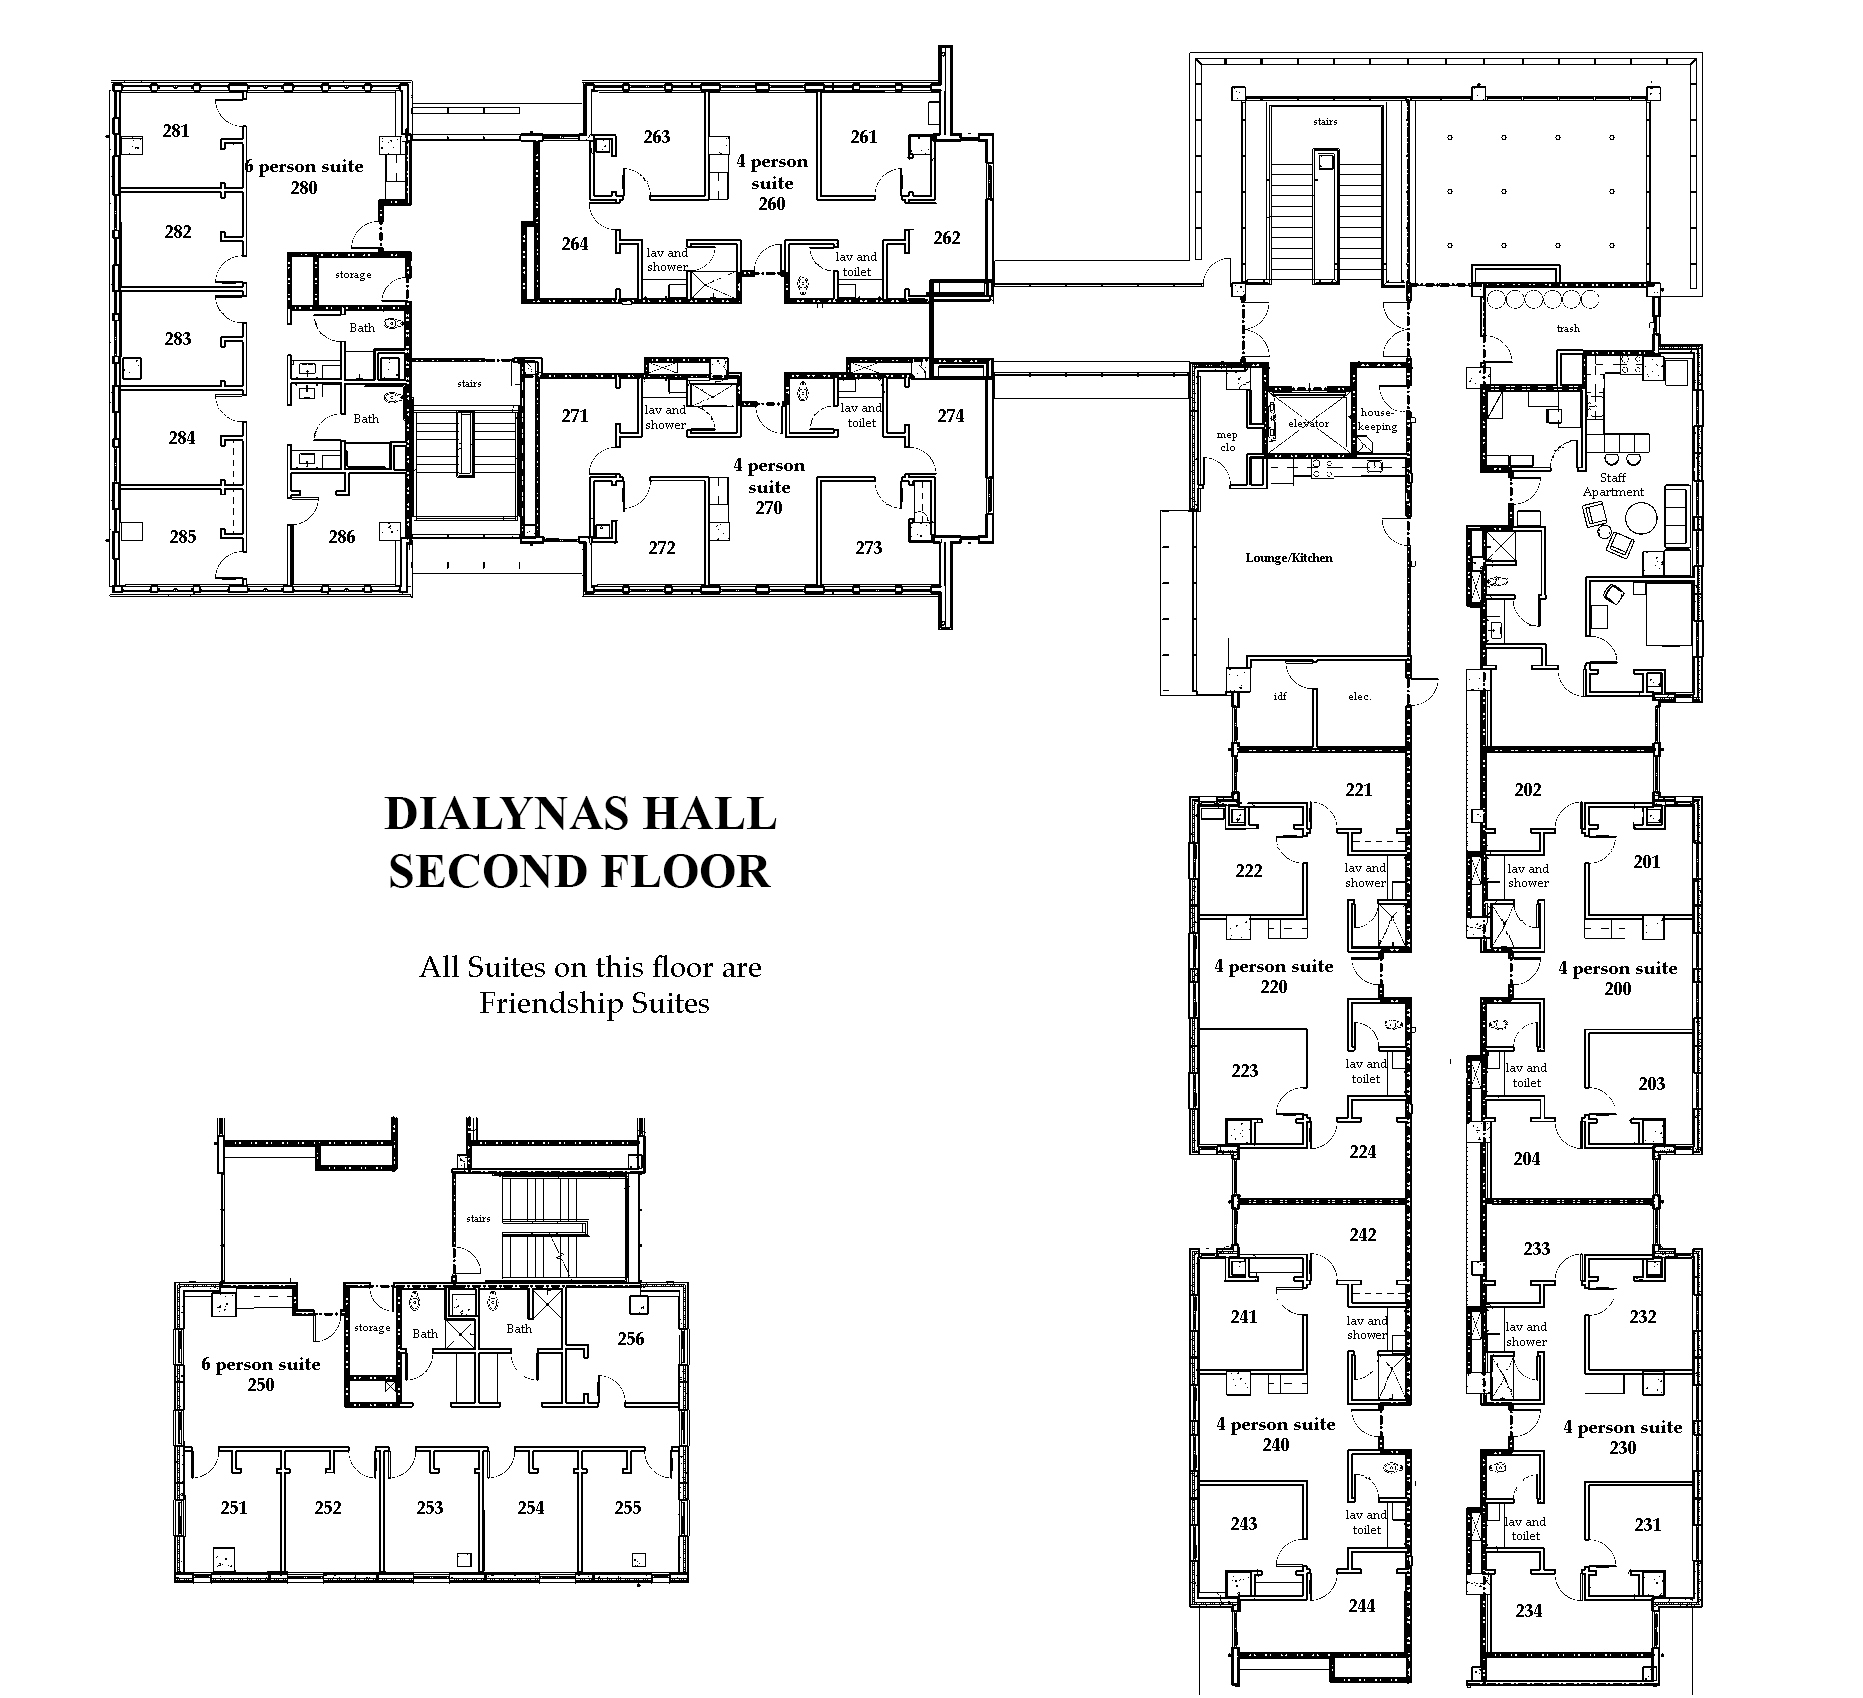 281
6 person suite
280
282
storage
283
Bath
284
Bath
stairs
285
286
263
4 person
suite
260
261
264
lav and
shower
lav and
toilet
262
271
lav and
shower
lav and
toilet
274
4 person
suite
270
272
273
stairs
trash
mep
clo
elevator
house-
keeping
Staff
Apartment
Lounge/Kitchen
idf
elec.
DIALYNAS HALL
SECOND FLOOR
All Suites on this floor are
Friendship Suites
221
202
222
lav and
shower
lav and
shower
201
4 person suite
220
4 person suite
200
223
lav and
toilet
lav and
toilet
203
224
204
242
233
241
lav and
shower
lav and
shower
232
4 person suite
240
4 person suite
230
243
lav and
toilet
lav and
toilet
231
244
234
stairs
storage
Bath
Bath
256
6 person suite
250
251
252
253
254
255